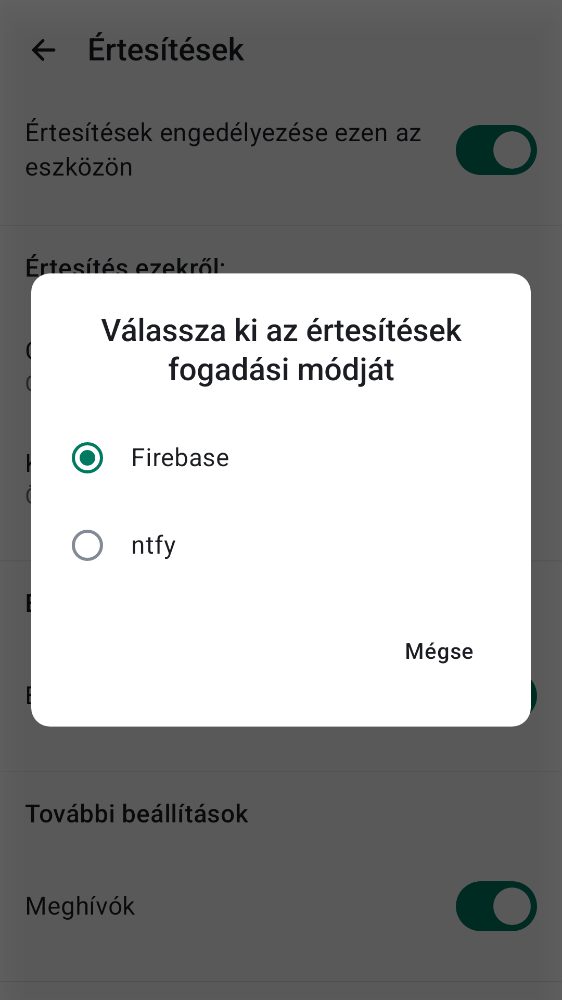 Értesítések
Értesítések engedélyezése ezen az
eszközön
Értesítés ezekről:
Válassza ki az értesítések
fogadási módját
Firebase
ntfy
Mégse
További beállítások
Meghívók